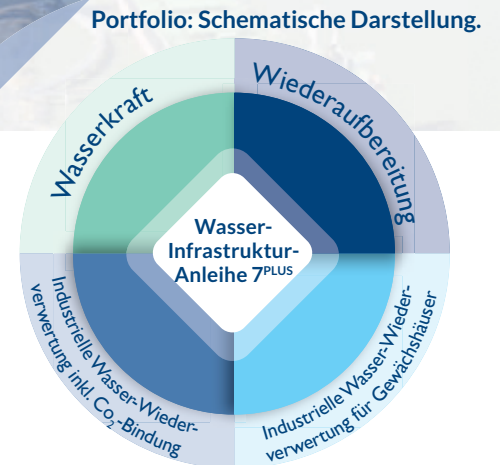 Portfolio: Schematische Darstellung.
Wasserkraft
Wiederaufbereitung
Wasser-
Infrastruktur-
Anleihe 7PLUS
Industrielle Wasser-Wieder-
verwertung inkl. Co₂-Bindung
Industrielle Wasser-Wieder-
verwertung für Gewächshäuser